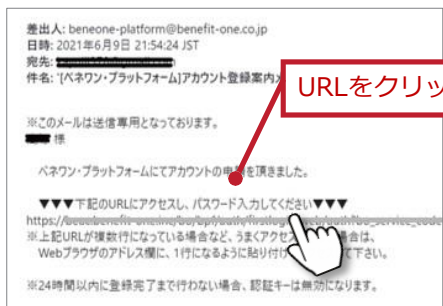 差出人: beneone-platform@benefit-one.co.jp
日時: 2021年6月9日 21:54:24 JST
宛先:
件名: '[ベネワン・プラットフォーム]アカウント登録案内
URLをクリッ
※このメールは送信専用となっております。
様
ベネワン・プラットフォームにてアカウントの申 を頂きました。
▼▼▼下記のURLにアクセスし、パスワード入力してください▼▼▼
https://
※上記URLが複数行になっている場合など、うまくアクセス 場合は、
Webブラウザのアドレス欄に、1行になるように貼り付け て下さい。
※24時間以内に登録完了まで行わない場合、認証キーは無効になります。